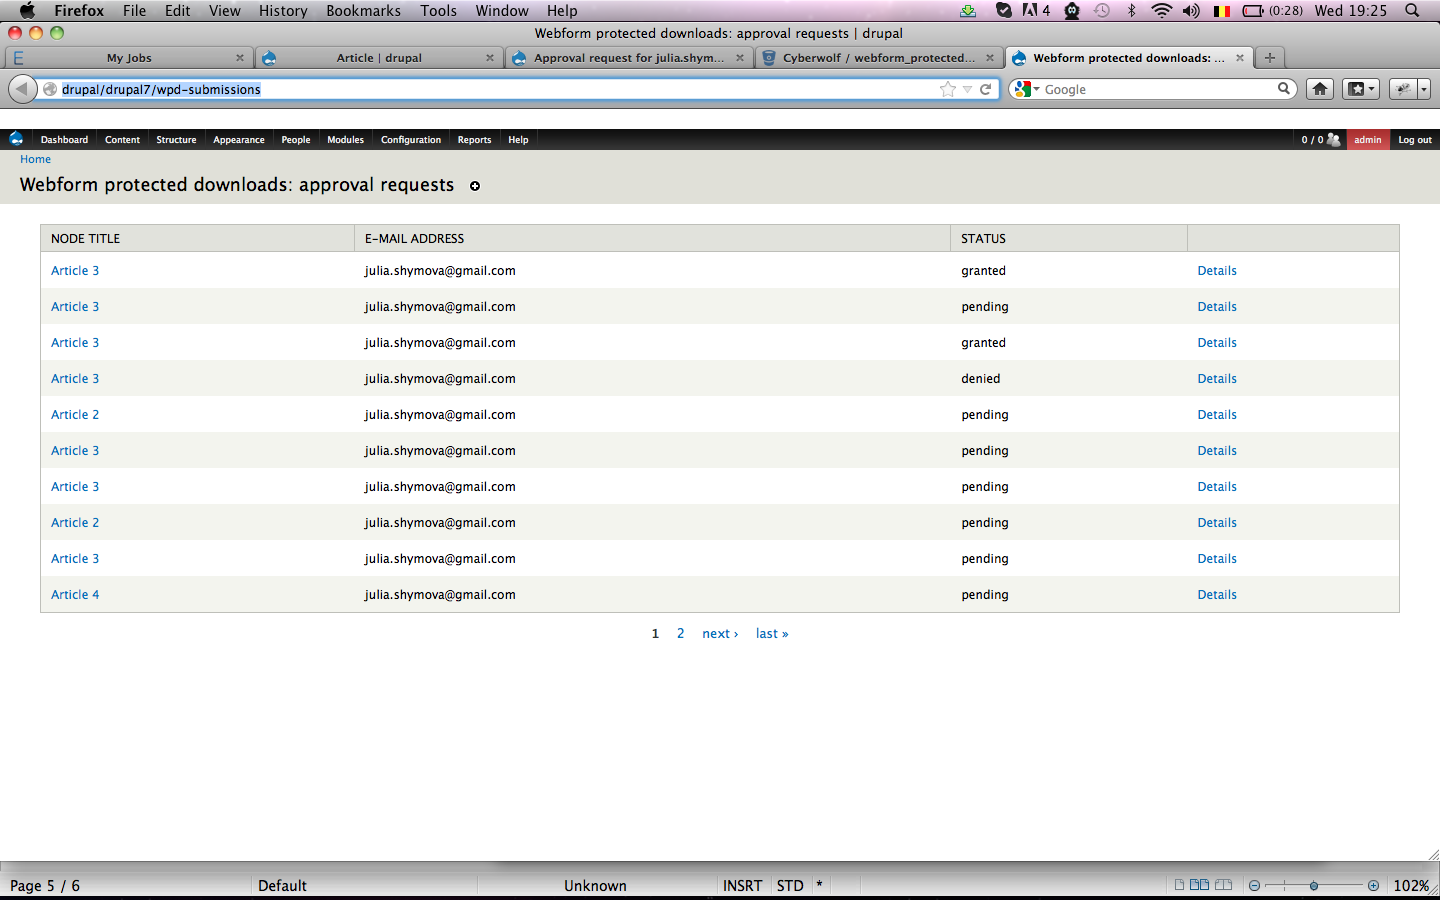 Firefox File Edit View History Bookmarks Tools Window Help 4 (0:28) Wed 19:25
Webform protected downloads: approval requests | drupal
My Jobs Article | drupal Approval request for julia.shym... Cyberwolf / webform_protected... Webform protected downloads: ...
drupal/drupal7/wpd-submissions Google
Dashboard Content Structure Appearance People Modules Configuration Reports Help 0 / 0 admin Log out
Home
Webform protected downloads: approval requests
NODE TITLE E-MAIL ADDRESS STATUS
Article 3 julia.shymova@gmail.com granted Details
Article 3 julia.shymova@gmail.com pending Details
Article 3 julia.shymova@gmail.com granted Details
Article 3 julia.shymova@gmail.com denied Details
Article 2 julia.shymova@gmail.com pending Details
Article 3 julia.shymova@gmail.com pending Details
Article 3 julia.shymova@gmail.com pending Details
Article 2 julia.shymova@gmail.com pending Details
Article 3 julia.shymova@gmail.com pending Details
Article 4 julia.shymova@gmail.com pending Details
1 2 next › last »
Page 5 / 6 Default Unknown INSRT STD * 102%